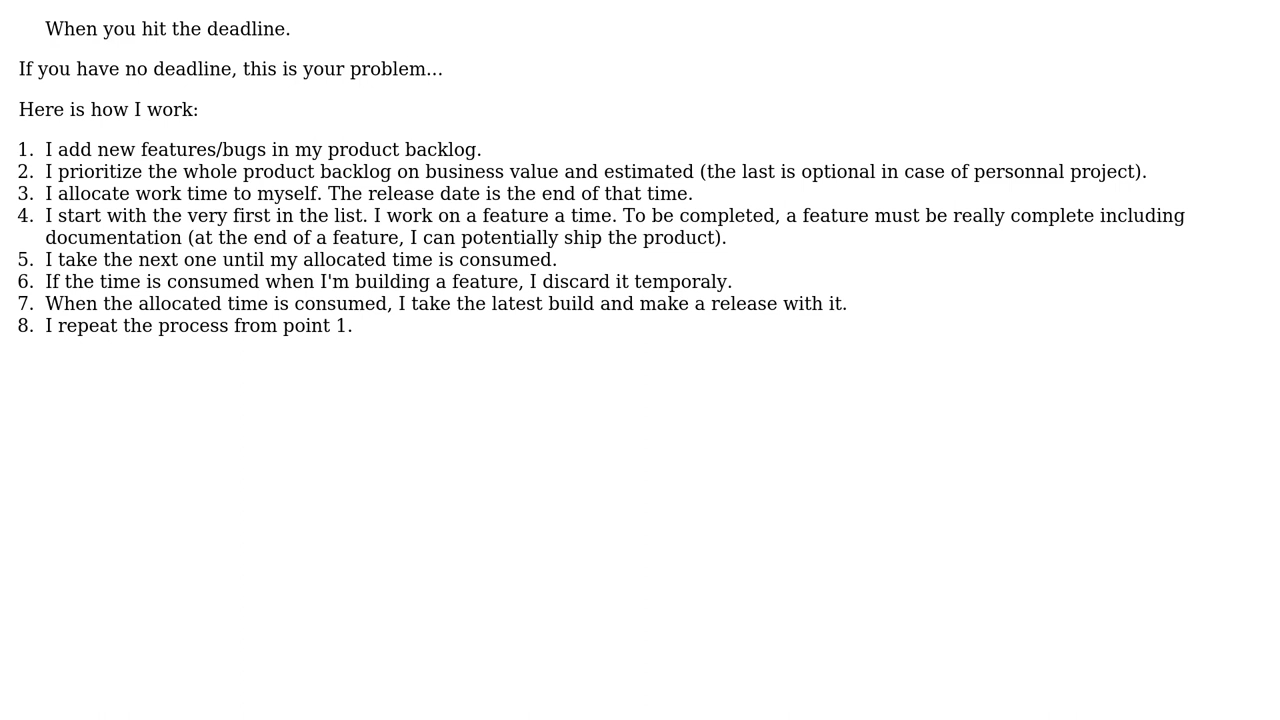 When you hit the deadline.
If you have no deadline, this is your problem...
Here is how I work:
1. I add new features/bugs in my product backlog.
2. I prioritize the whole product backlog on business value and estimated (the last is optional in case of personnal project).
3. I allocate work time to myself. The release date is the end of that time.
4. I start with the very first in the list. I work on a feature a time. To be completed, a feature must be really complete including
documentation (at the end of a feature, I can potentially ship the product).
5. I take the next one until my allocated time is consumed.
6. If the time is consumed when I'm building a feature, I discard it temporaly.
7. When the allocated time is consumed, I take the latest build and make a release with it.
8. I repeat the process from point 1.